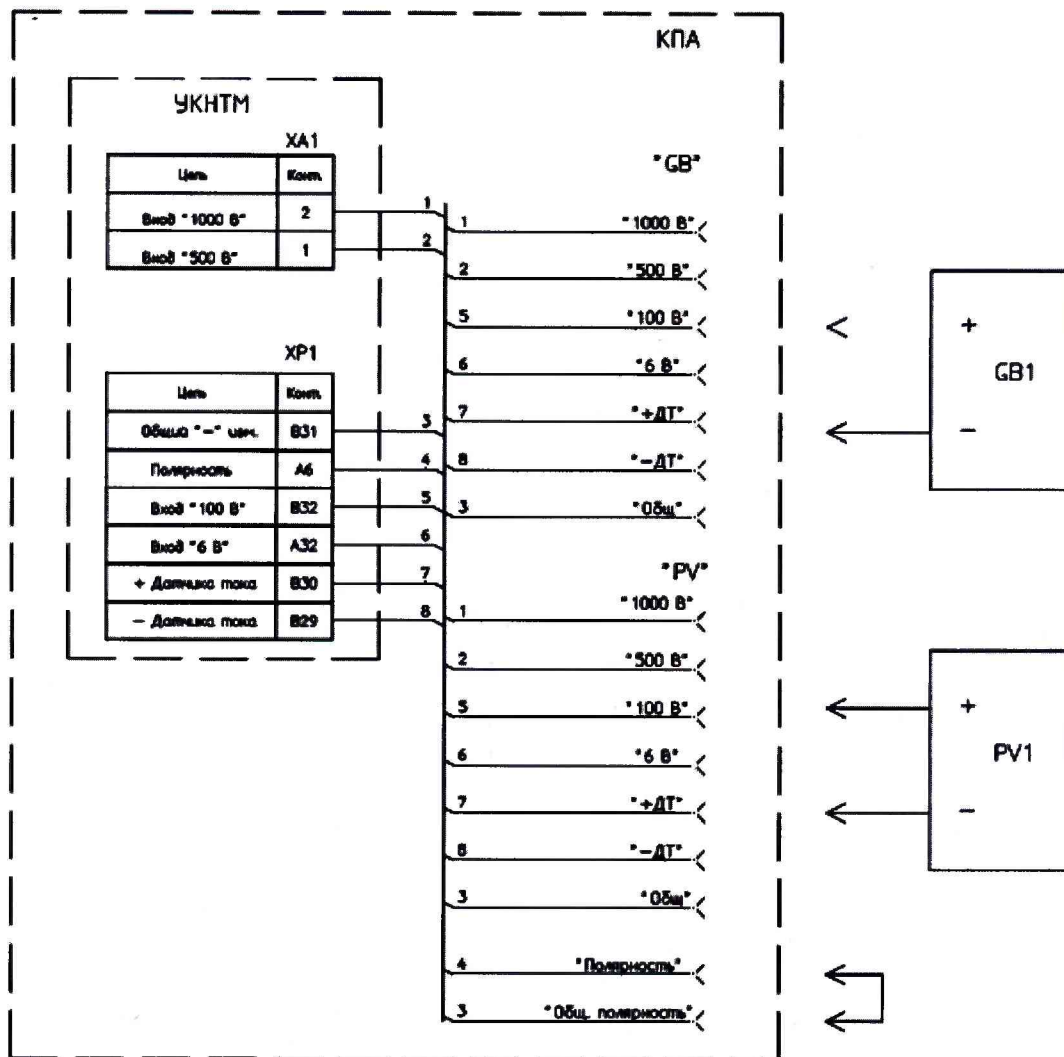 КПА
УКНТМ
ХА1
Цепь Конт.
Вход "1000 В" 2
Вход "500 В" 1
ХР1
Цепь Конт.
Общий "-" изм. В31
Полярность А6
Вход "100 В" В32
Вход "6 В" А32
+ Датчика тока В30
- Датчика тока В29
1
2
3
4
5
6
7
8
"GB"
1 "1000 В"
2 "500 В"
5 "100 В"
6 "6 В"
7 "+ДТ"
8 "-ДТ"
3 "Общ"
"PV"
1 "1000 В"
2 "500 В"
5 "100 В"
6 "6 В"
7 "+ДТ"
8 "-ДТ"
3 "Общ"
4 "Полярность"
3 "Общ. полярность"
+
GB1
-
+
PV1
-